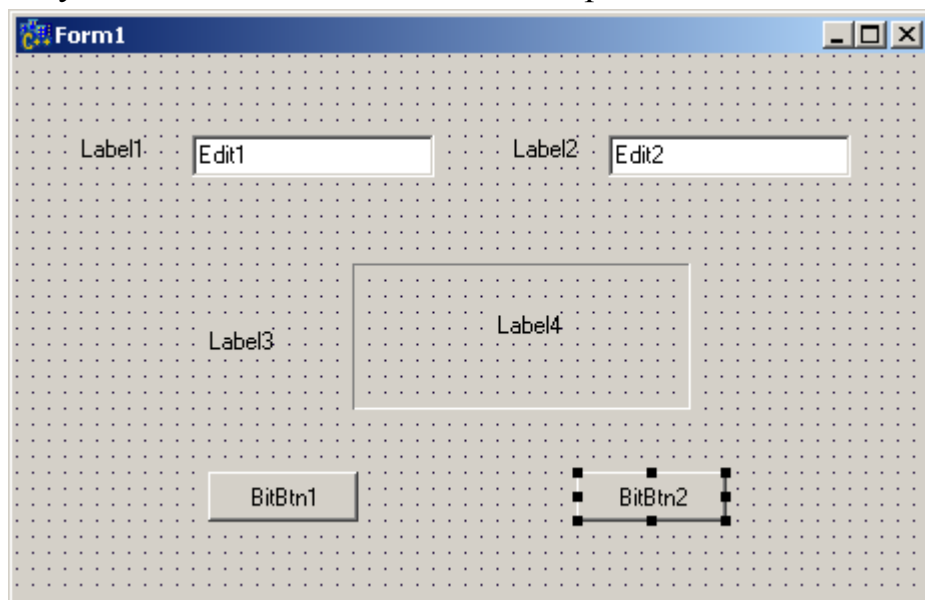 Form1
Label1 Edit1 Label2 Edit2
Label4
Label3
BitBtn1 BitBtn2